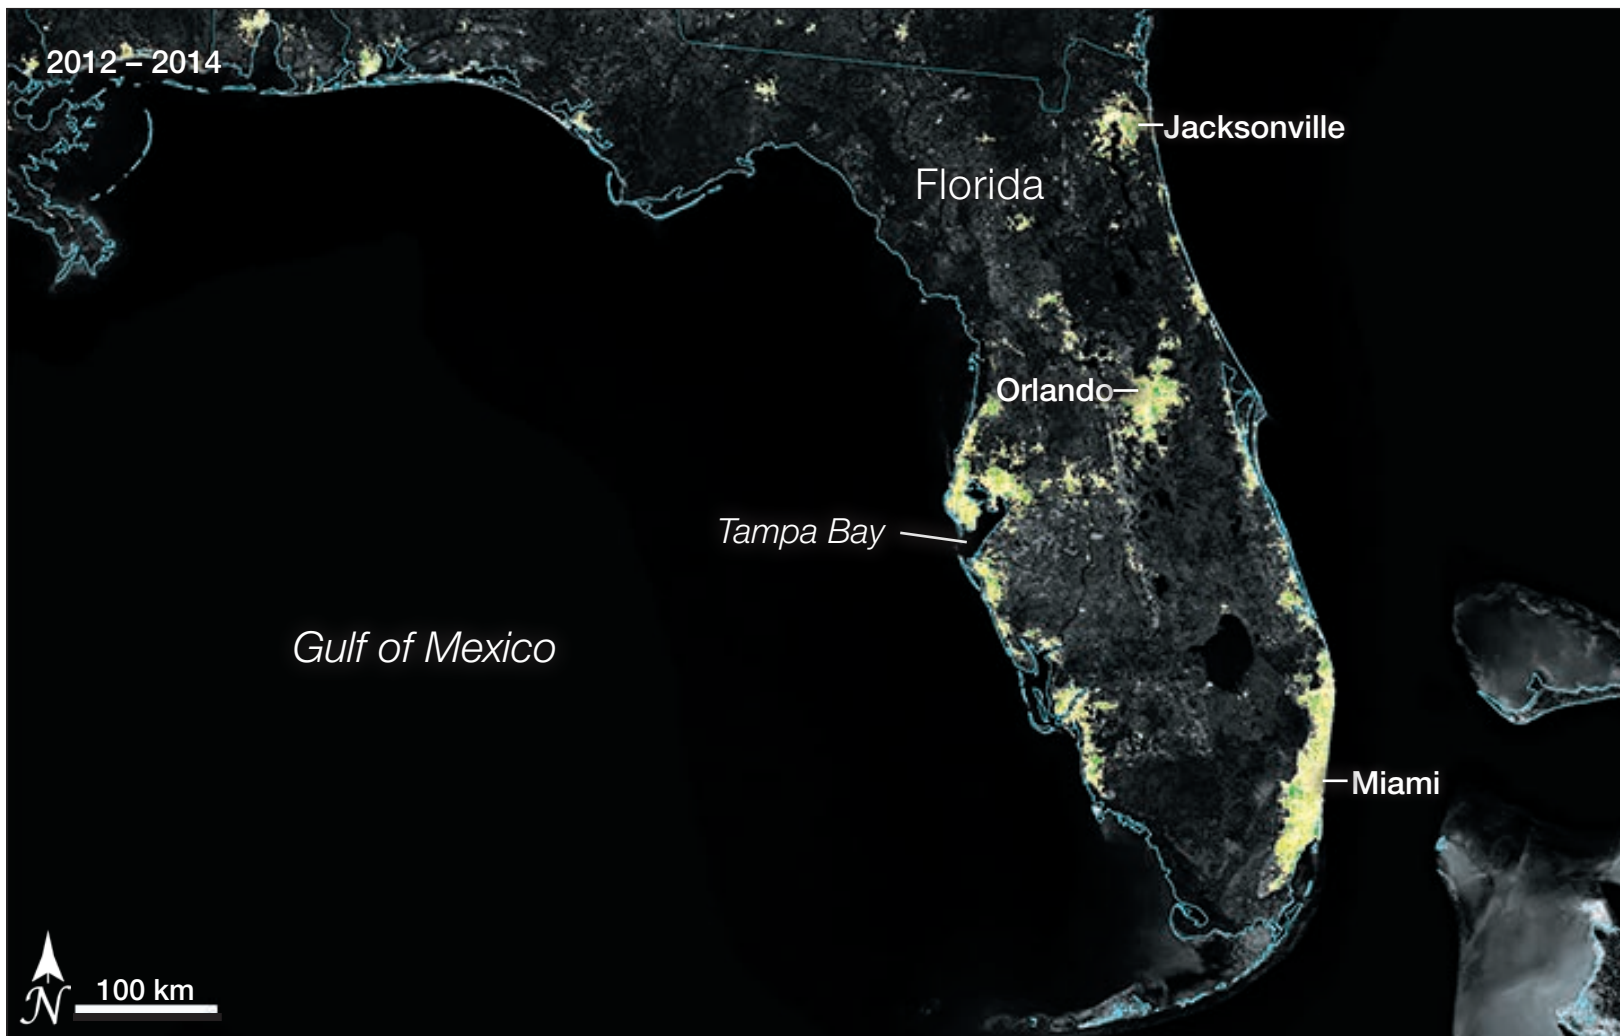 2012 – 2014
Jacksonville
Florida
Orlando
Tampa Bay
Gulf of Mexico
Miami
N
100 km